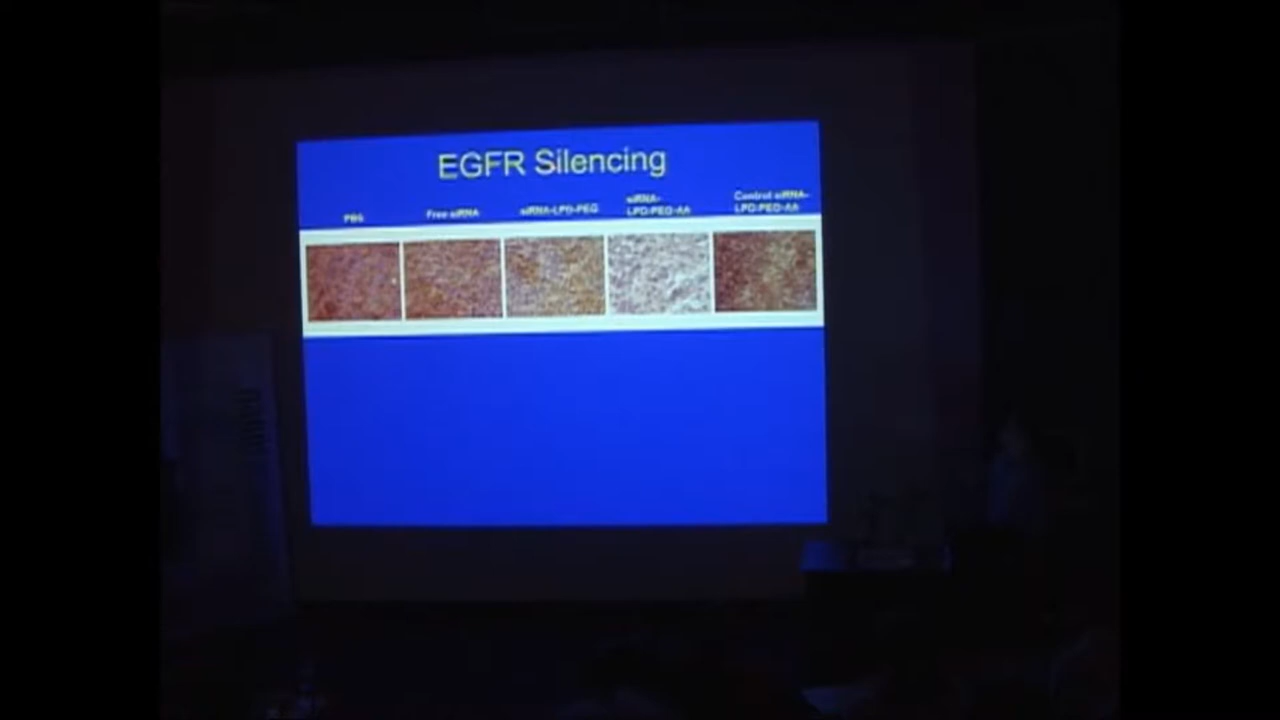 EGFR Silencing
PBS
Free siRNA
siRNA-LPD-PEG
siRNA-
LPD-PEG-AA
Control siRNA-
LPD-PEG-AA